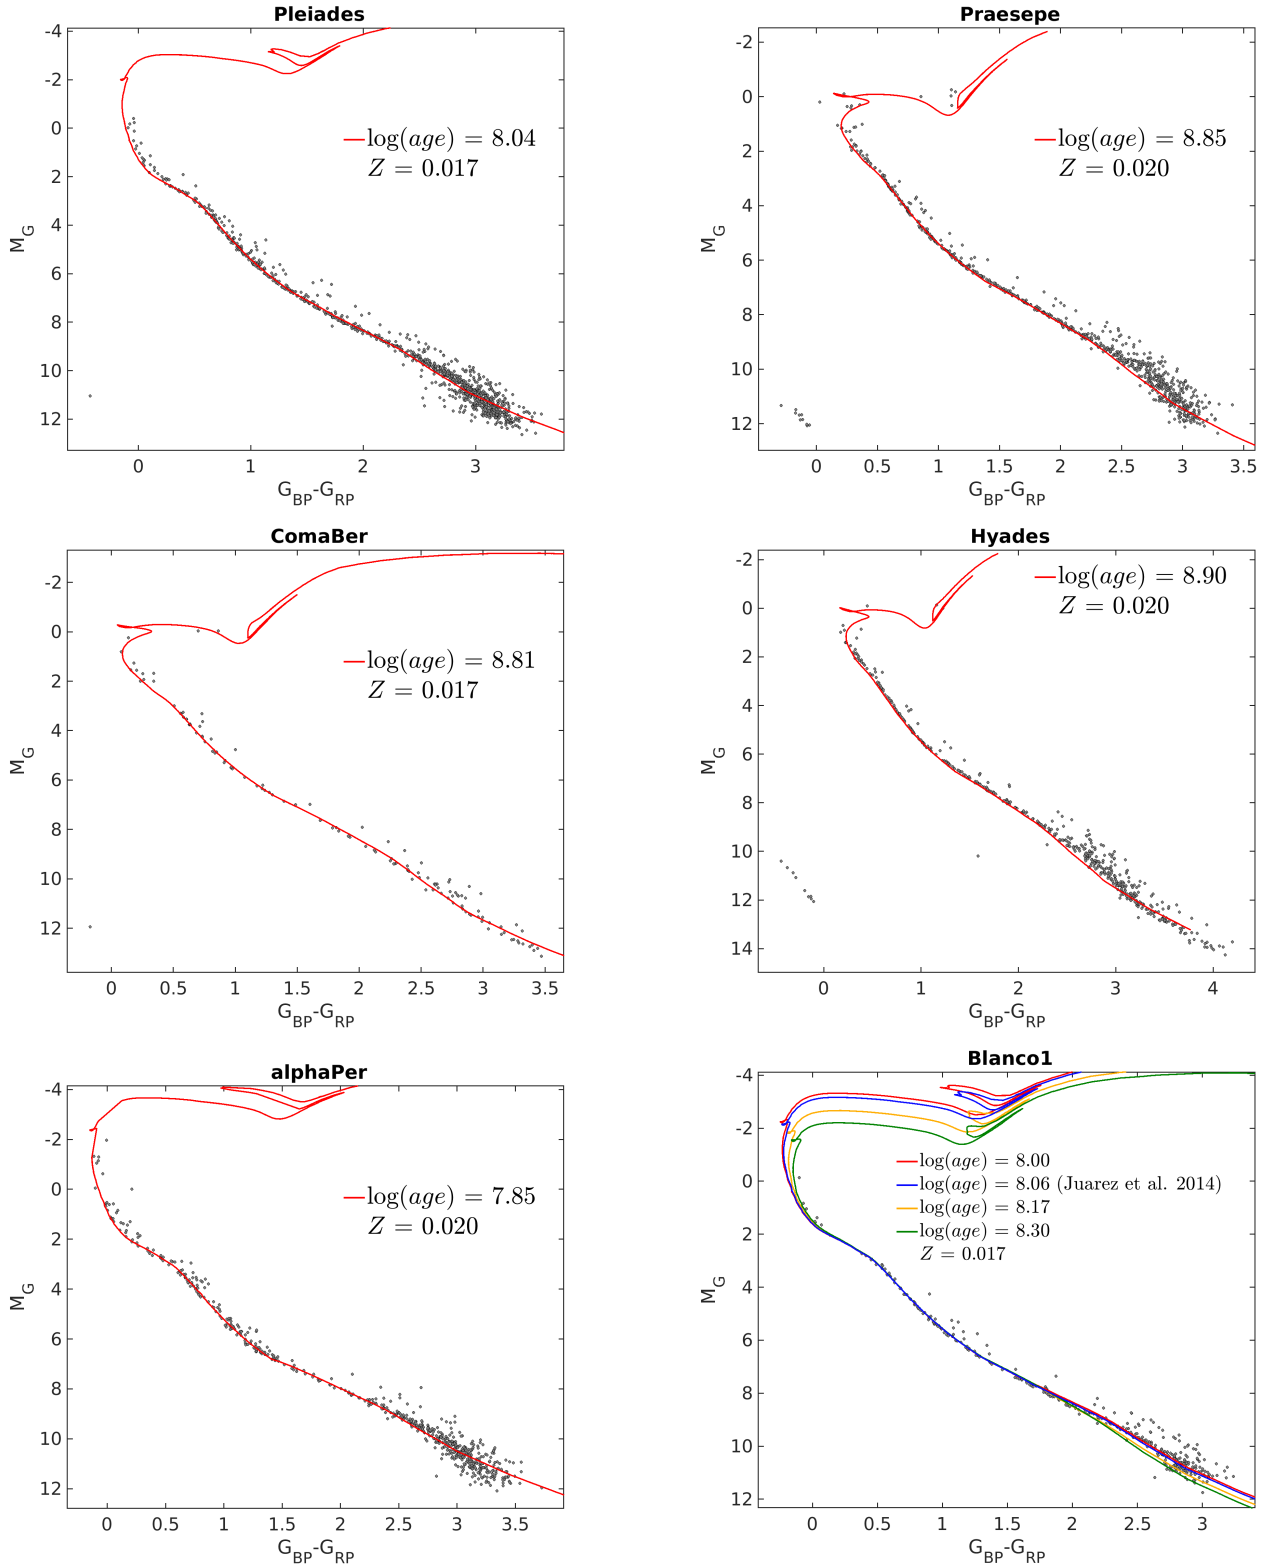 Pleiades
-4
-2
0
2
4
6
8
10
12
M_G
log(age) = 8.04
Z = 0.017
0 1 2 3
G_BP-G_RP
Praesepe
-2
0
2
4
6
8
10
12
M_G
log(age) = 8.85
Z = 0.020
0 0.5 1 1.5 2 2.5 3 3.5
G_BP-G_RP
ComaBer
-2
0
2
4
6
8
10
12
M_G
log(age) = 8.81
Z = 0.017
0 0.5 1 1.5 2 2.5 3 3.5
G_BP-G_RP
Hyades
-2
0
2
4
6
8
10
12
14
M_G
log(age) = 8.90
Z = 0.020
0 1 2 3 4
G_BP-G_RP
alphaPer
-4
-2
0
2
4
6
8
10
12
M_G
log(age) = 7.85
Z = 0.020
0 0.5 1 1.5 2 2.5 3 3.5
G_BP-G_RP
Blanco1
-4
-2
0
2
4
6
8
10
12
M_G
log(age) = 8.00
log(age) = 8.06 (Juarez et al. 2014)
log(age) = 8.17
log(age) = 8.30
Z = 0.017
0 0.5 1 1.5 2 2.5 3
G_BP-G_RP